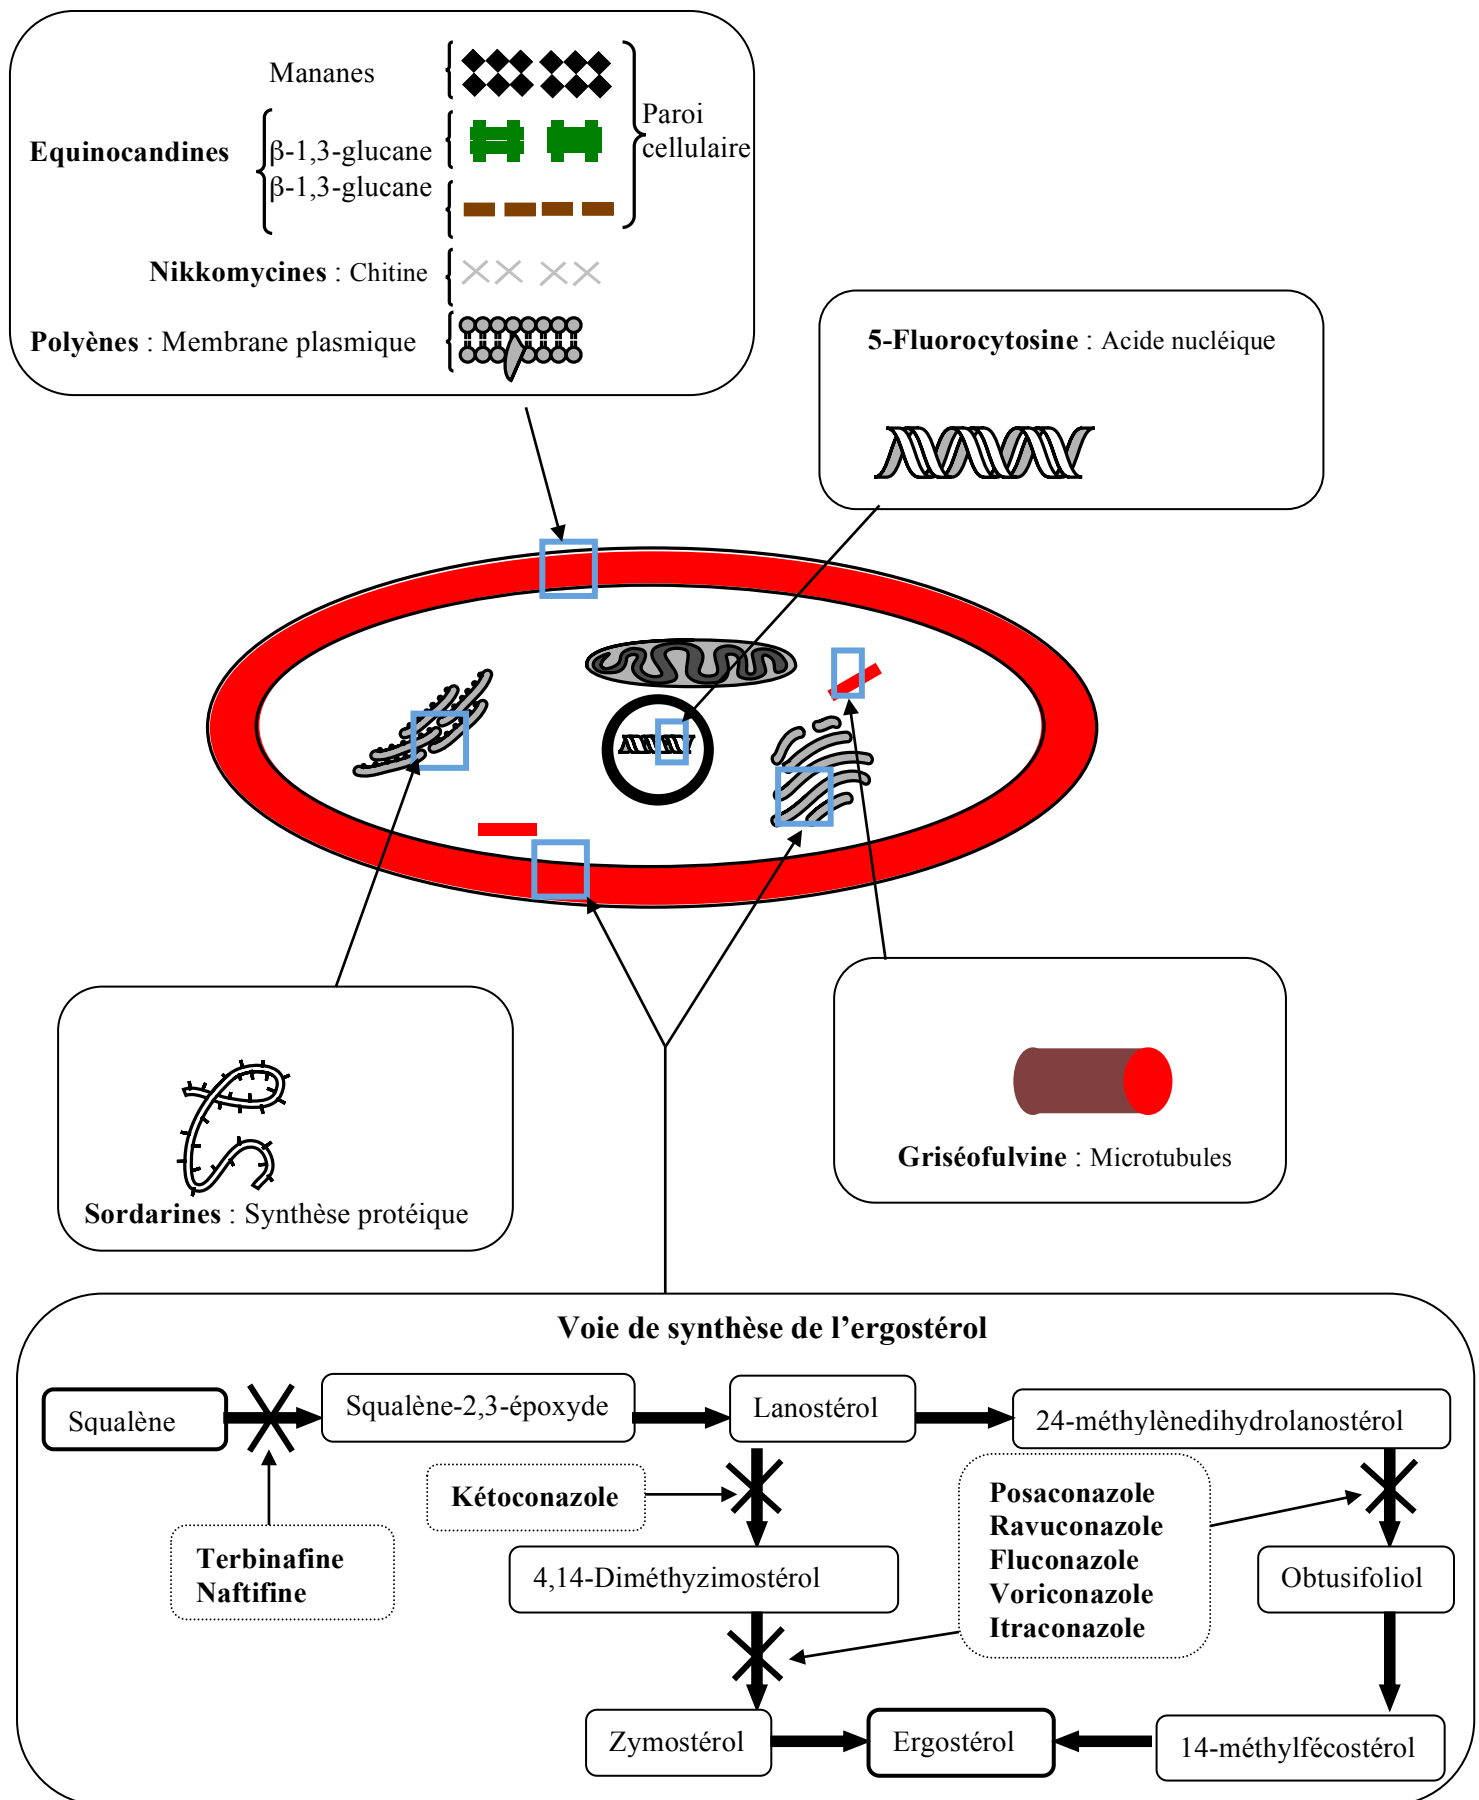 Mananes
Paroi
cellulaire
Equinocandines
β-1,3-glucane
β-1,3-glucane
Nikkomycines : Chitine
Polyènes : Membrane plasmique
5-Fluorocytosine : Acide nucléique
Sordarines : Synthèse protéique
Griséofulvine : Microtubules
Voie de synthèse de l’ergostérol
Squalène
Squalène-2,3-époxyde
Lanostérol
24-méthylènedihydrolanostérol
Kétoconazole
Posaconazole
Ravuconazole
Fluconazole
Voriconazole
Itraconazole
Terbinafine
Naftifine
4,14-Diméthyzimostérol
Obtusifoliol
Zymostérol
Ergostérol
14-méthylfécostérol